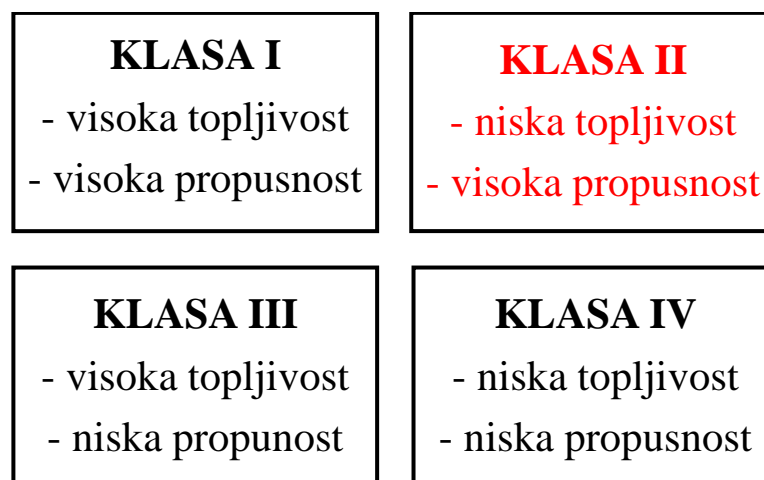 KLASA I
- visoka topljivost
- visoka propusnost
KLASA II
- niska topljivost
- visoka propusnost
KLASA III
- visoka topljivost
- niska propunost
KLASA IV
- niska topljivost
- niska propusnost